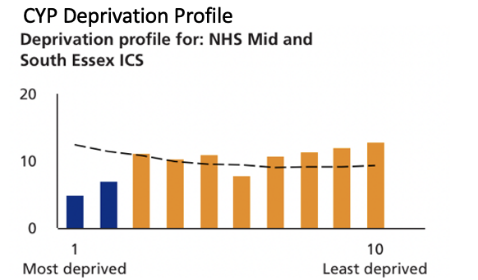 CYP Deprivation Profile
Deprivation profile for: NHS Mid and
South Essex ICS
20
10
0
1
10
Most deprived
Least deprived